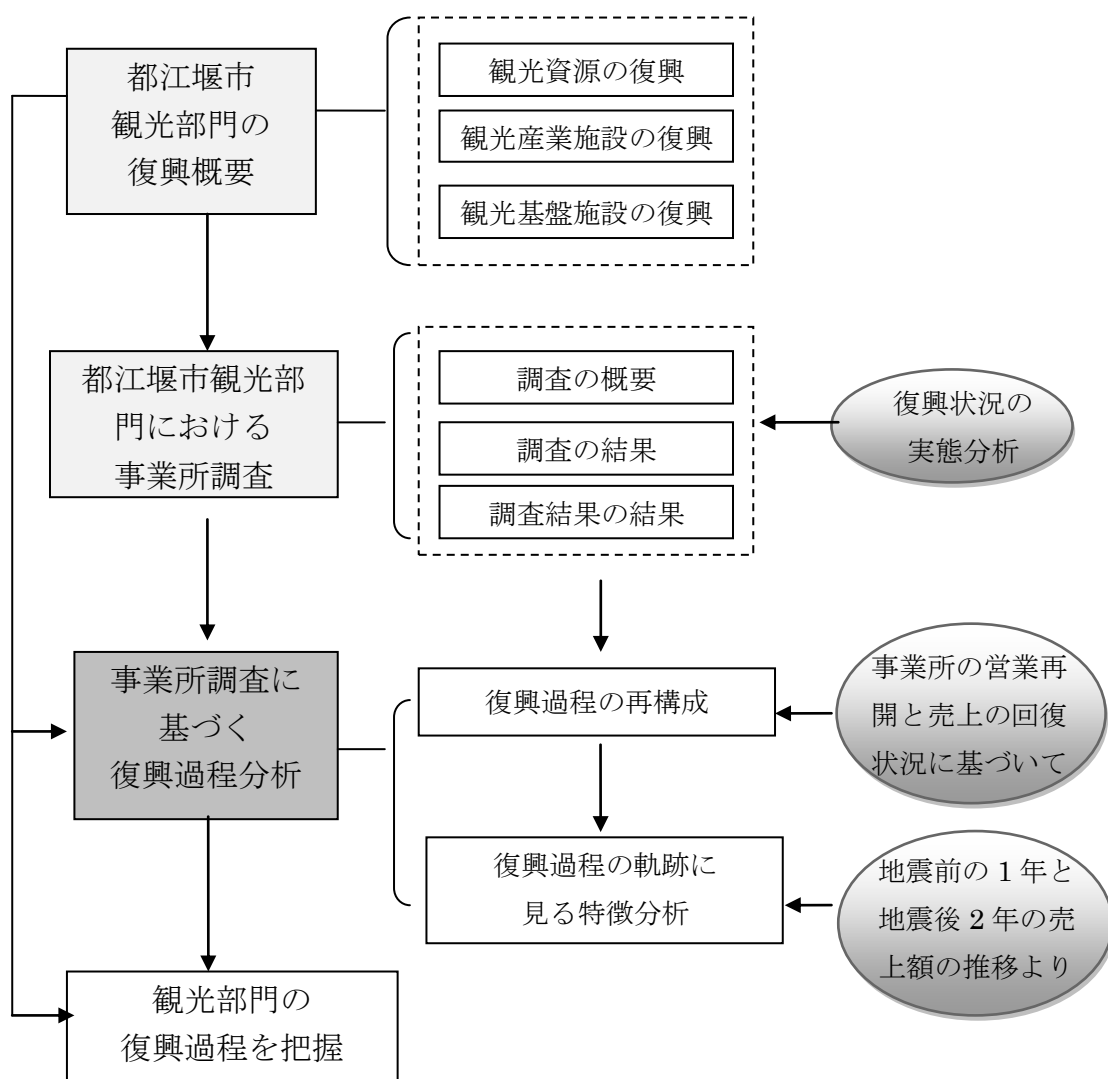 都江堰市
観光部門の
復興概要
観光資源の復興
観光産業施設の復興
観光基盤施設の復興
都江堰市観光部
門における
事業所調査
調査の概要
調査の結果
調査結果の結果
復興状況の
実態分析
事業所調査に
基づく
復興過程分析
復興過程の再構成
事業所の営業再
開と売上の回復
状況に基づいて
復興過程の軌跡に
見る特徴分析
地震前の 1 年と
地震後 2 年の売
上額の推移より
観光部門の
復興過程を把握